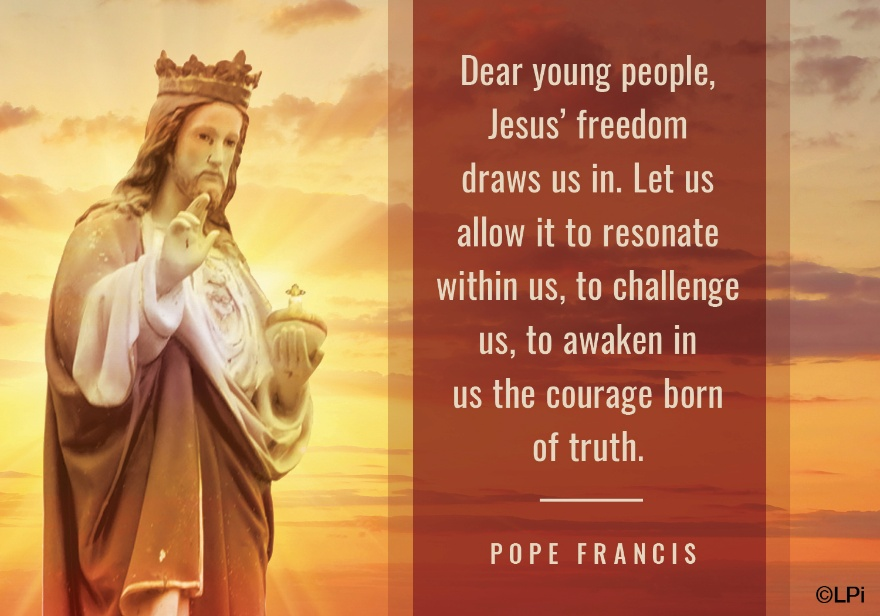 Dear young people,
Jesus’ freedom
draws us in. Let us
allow it to resonate
within us, to challenge
us, to awaken in
us the courage born
of truth.
POPE FRANCIS
©LPi